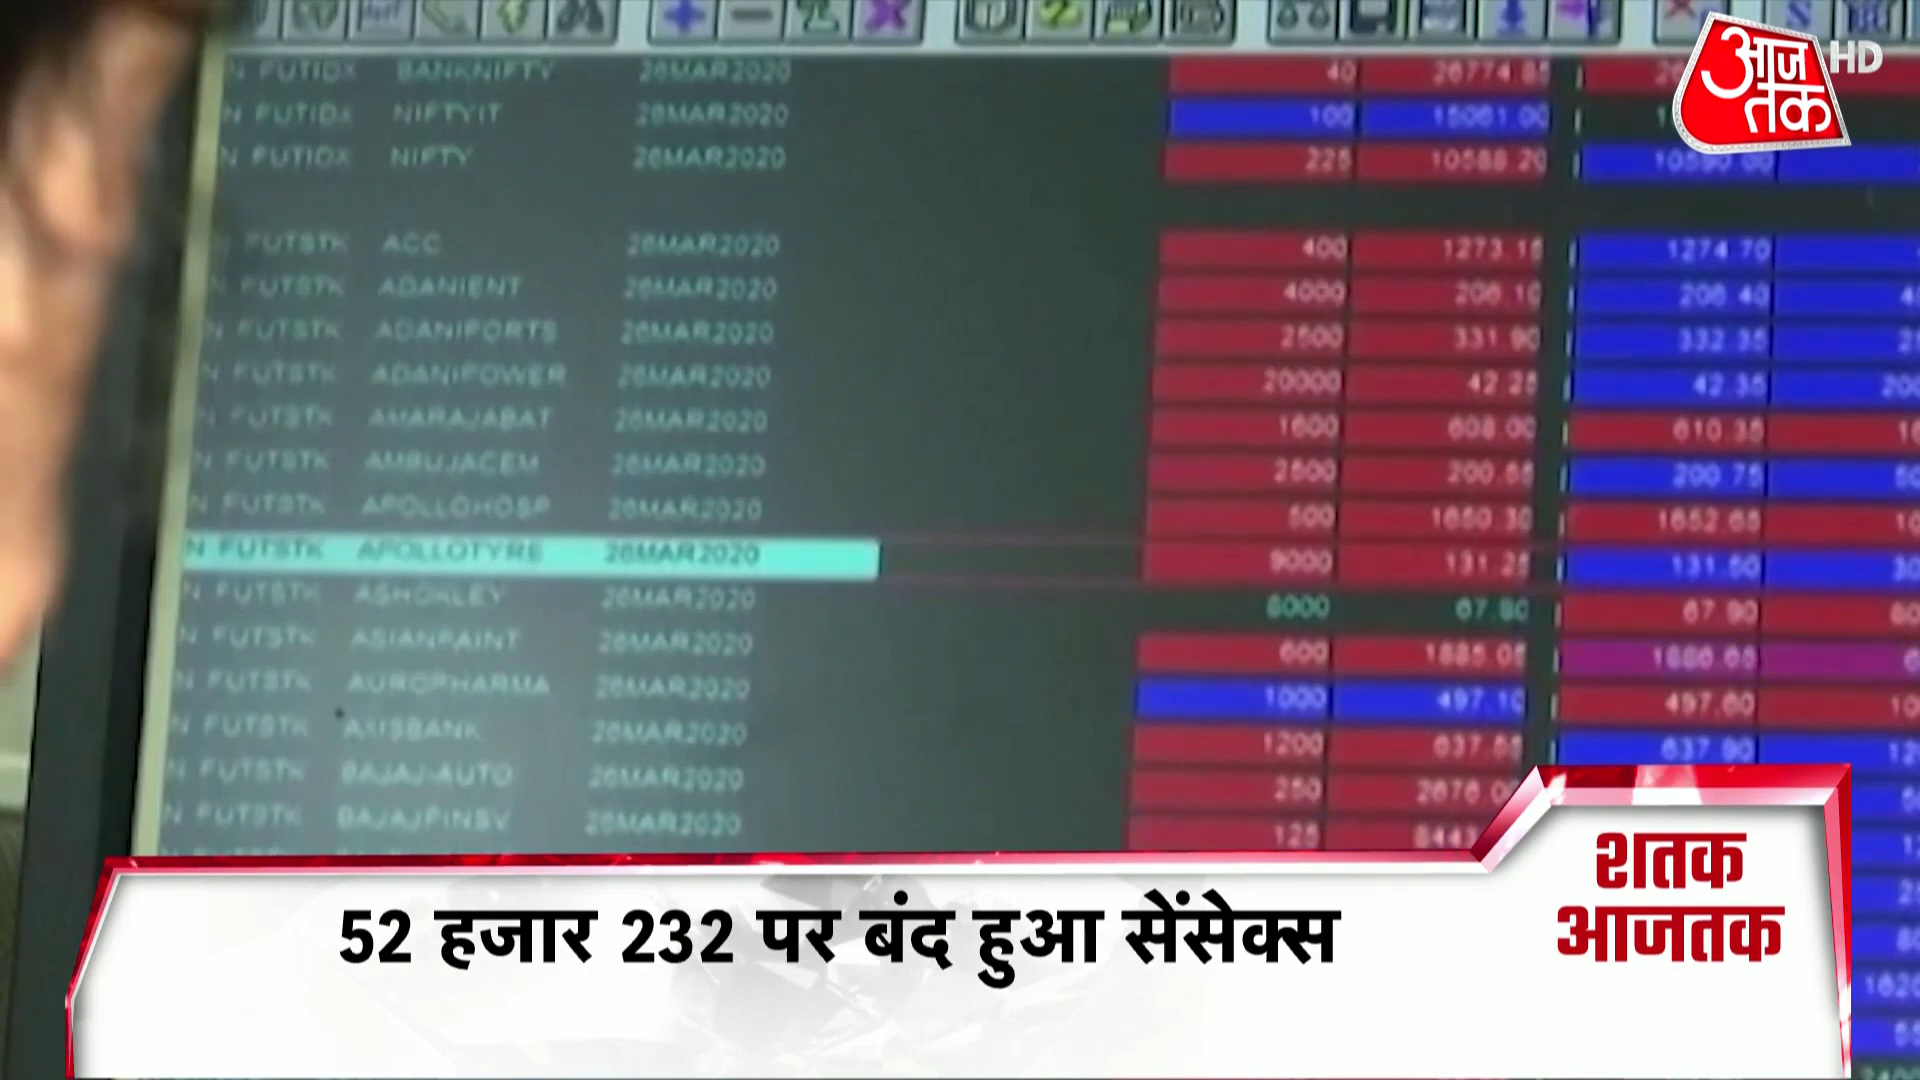 आज तक HD
N FUTIDX BANKNIFTY 26MAR2020 40 26774.85
N FUTIDX NIFTYIT 26MAR2020 100 15061.00
N FUTIDX NIFTY 26MAR2020 225 10588.20 10590.00
N FUTSTK ACC 26MAR2020 400 1273.15 1274.70
N FUTSTK ADANIENT 26MAR2020 4000 206.10 206.40
N FUTSTK ADANIPORTS 26MAR2020 2500 331.90 332.35
N FUTSTK ADANIPOWER 26MAR2020 20000 42.25 42.35
N FUTSTK AMARAJABAT 26MAR2020 1600 608.00 610.35
N FUTSTK AMBUJACEM 26MAR2020 2500 200.55 200.75
N FUTSTK APOLLOHOSP 26MAR2020 500 1650.30 1652.65
N FUTSTK APOLLOTYRE 26MAR2020 9000 131.25 131.50
N FUTSTK ASHOKLEY 26MAR2020 8000 67.80 67.90
N FUTSTK ASIANPAINT 26MAR2020 600 1885.05 1886.65
N FUTSTK AUROPHARMA 26MAR2020 1000 497.10 497.60
N FUTSTK AXISBANK 26MAR2020 1200 637.55 637.90
N FUTSTK BAJAJ-AUTO 26MAR2020 250
N FUTSTK BAJAJFINSV 26MAR2020 125
52 हजार 232 पर बंद हुआ सेंसेक्स
शतक
आजतक